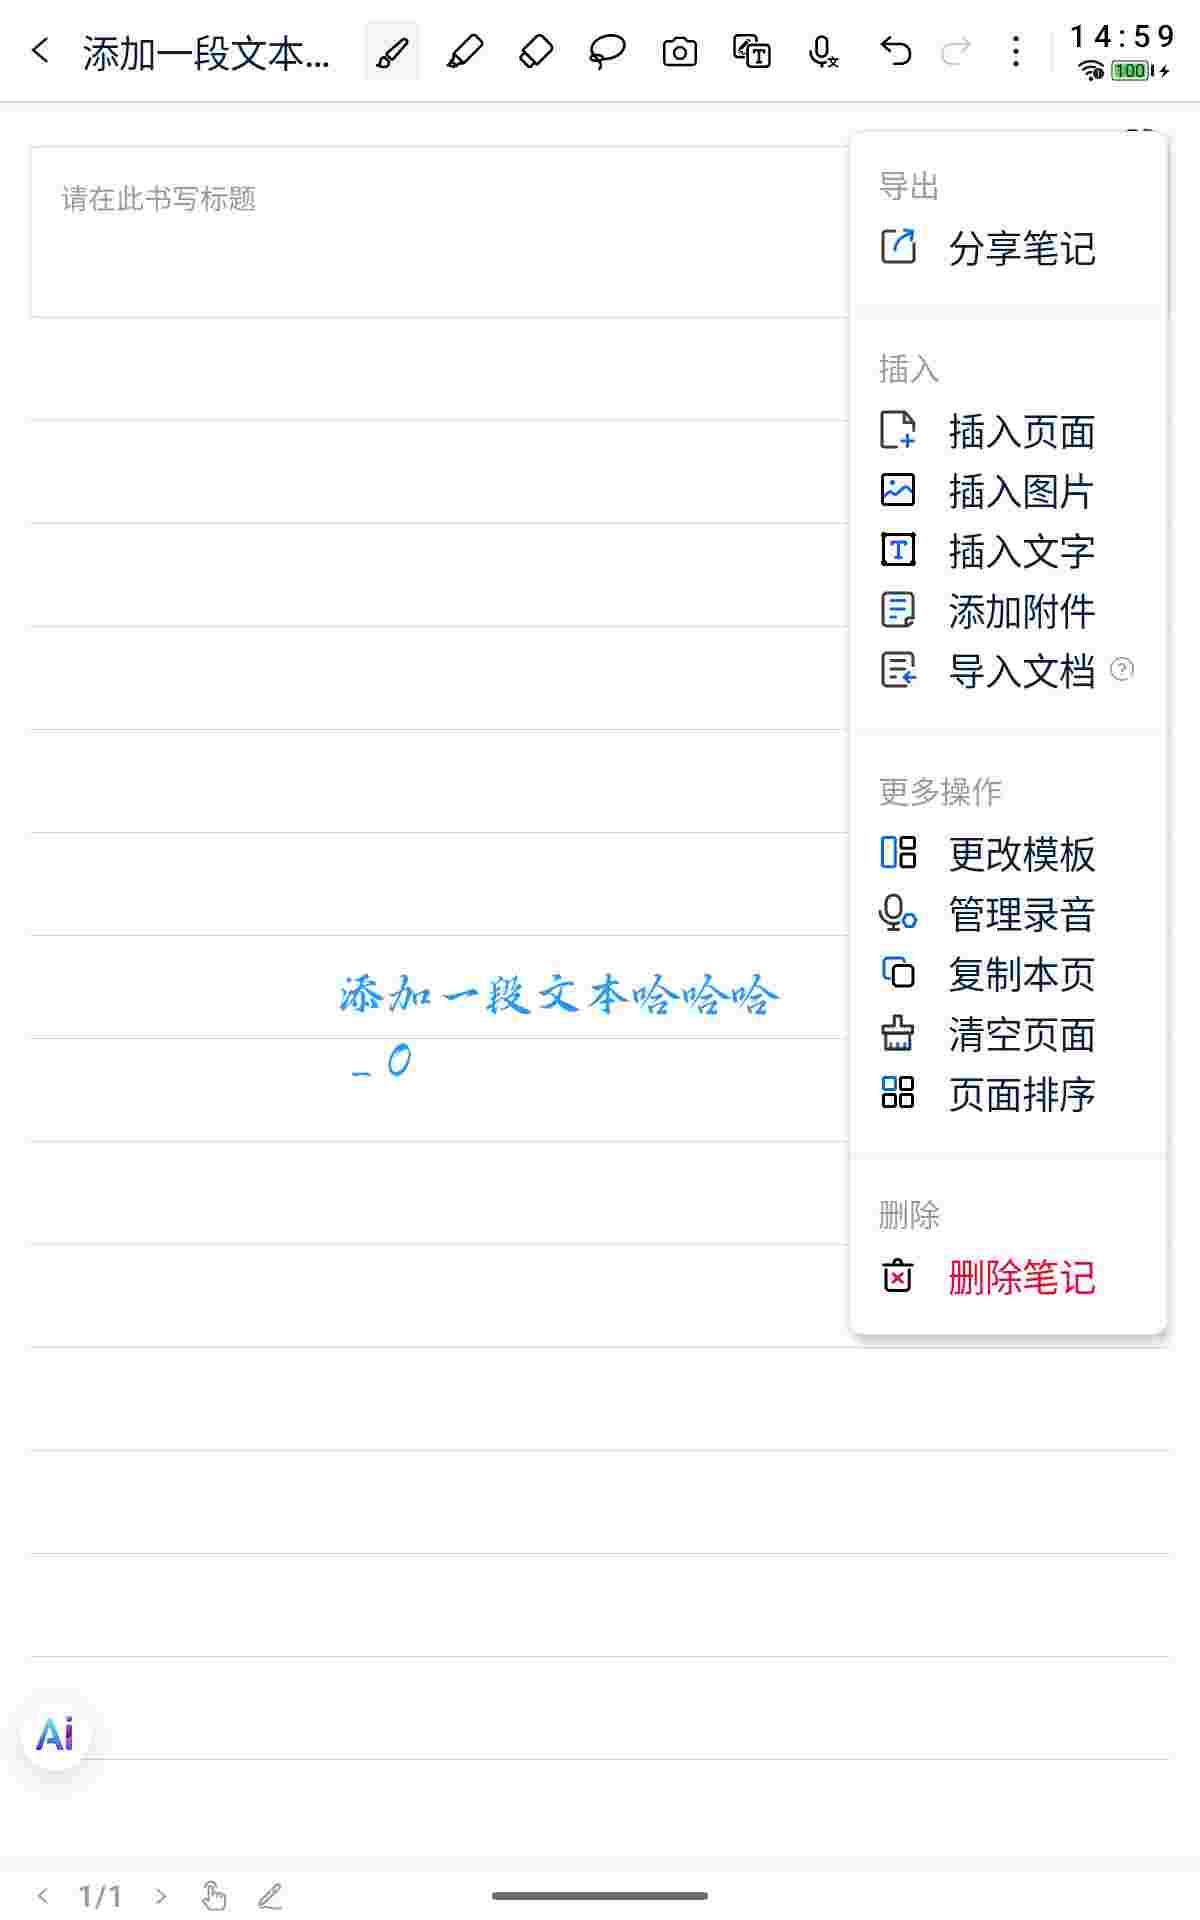 添加一段文本...
14:59
100
请在此书写标题
添加一段文本哈哈哈
_ 0
导出
分享笔记
插入
插入页面
插入图片
插入文字
添加附件
导入文档
更多操作
更改模板
管理录音
复制本页
清空页面
页面排序
删除
删除笔记
Ai
1/1